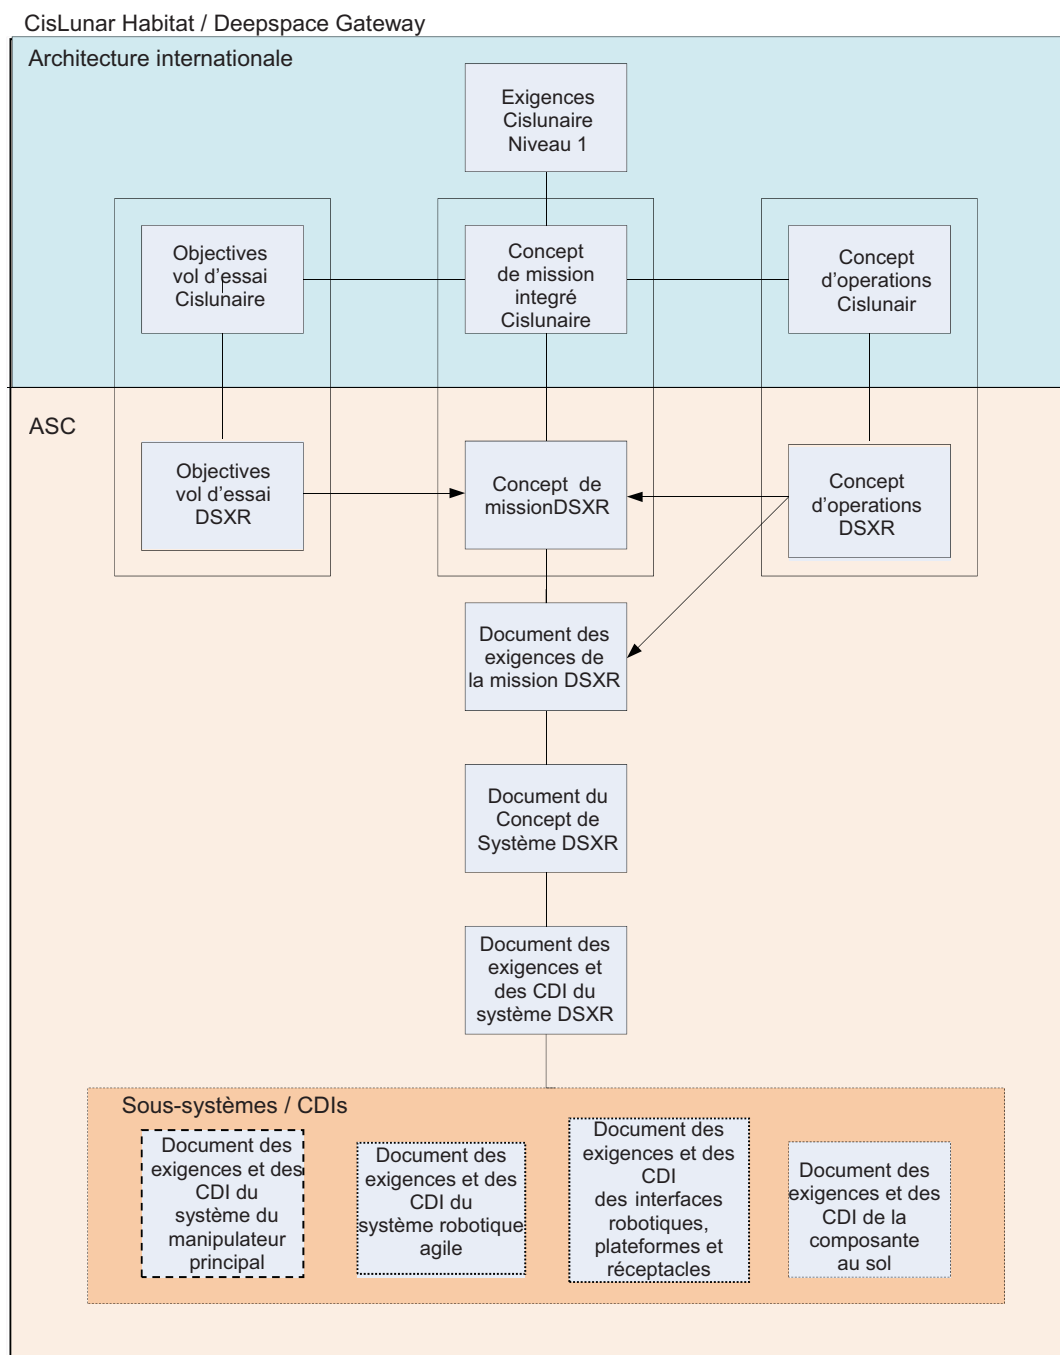 CisLunar Habitat / Deepspace Gateway
Architecture internationale
Exigences
Cislunaire
Niveau 1
Objectives
vol d'essai
Cislunaire
Concept
de mission
integré
Cislunaire
Concept
d'operations
Cislunair
ASC
Objectives
vol d'essai
DSXR
Concept de
missionDSXR
Concept
d'operations
DSXR
Document des
exigences de
la mission DSXR
Document du
Concept de
Système DSXR
Document des
exigences et
des CDI du
système DSXR
Sous-systèmes / CDIs
Document des
exigences et des
CDI du
système du
manipulateur
principal
Document des
exigences et des
CDI du
système robotique
agile
Document des
exigences et des
CDI
des interfaces
robotiques,
plateformes et
réceptacles
Document des
exigences et des
CDI de la
composante
au sol